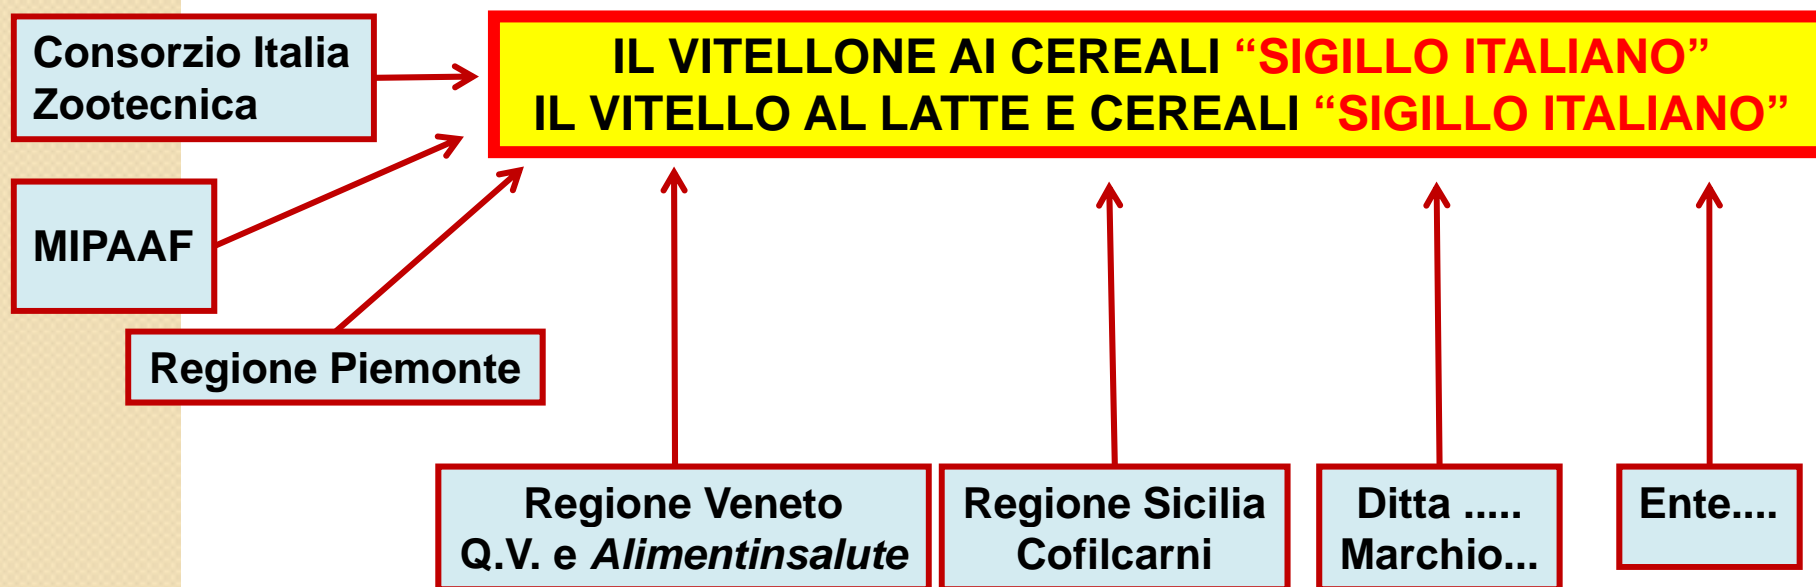 Consorzio Italia
Zootecnica
IL VITELLONE AI CEREALI “SIGILLO ITALIANO”
IL VITELLO AL LATTE E CEREALI “SIGILLO ITALIANO”
MIPAAF
Regione Piemonte
Regione Veneto
Q.V. e Alimentinsalute
Regione Sicilia
Cofilcarni
Ditta .....
Marchio...
Ente....